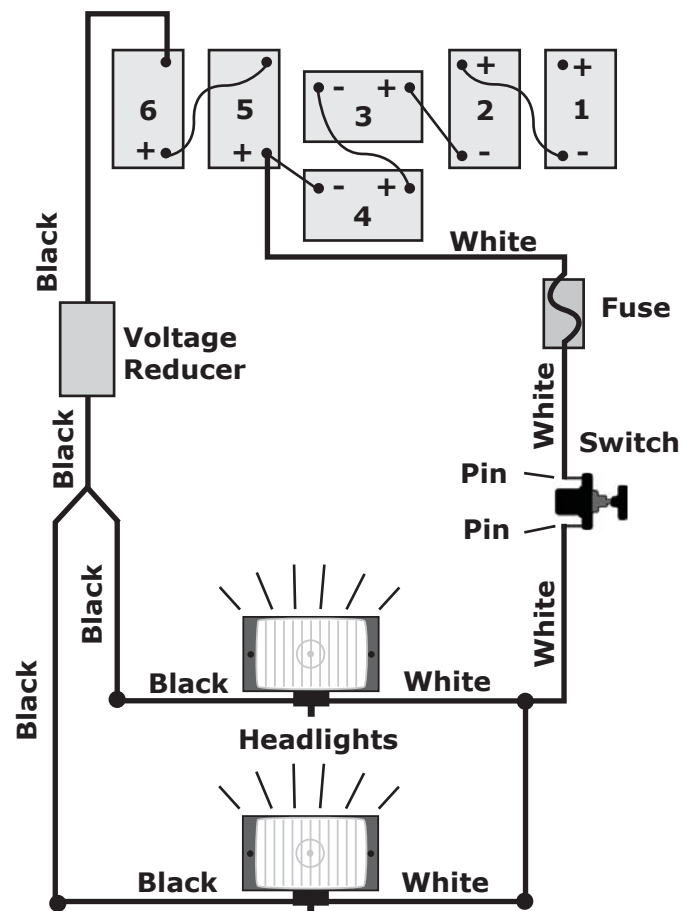 6
+
5
+
- +
3
+
2
-
+
1
-
- +
4
White
Black
Fuse
Voltage
Reducer
White
Black
Switch
Pin
Pin
Black
White
Black
Black
White
Headlights
Black
White